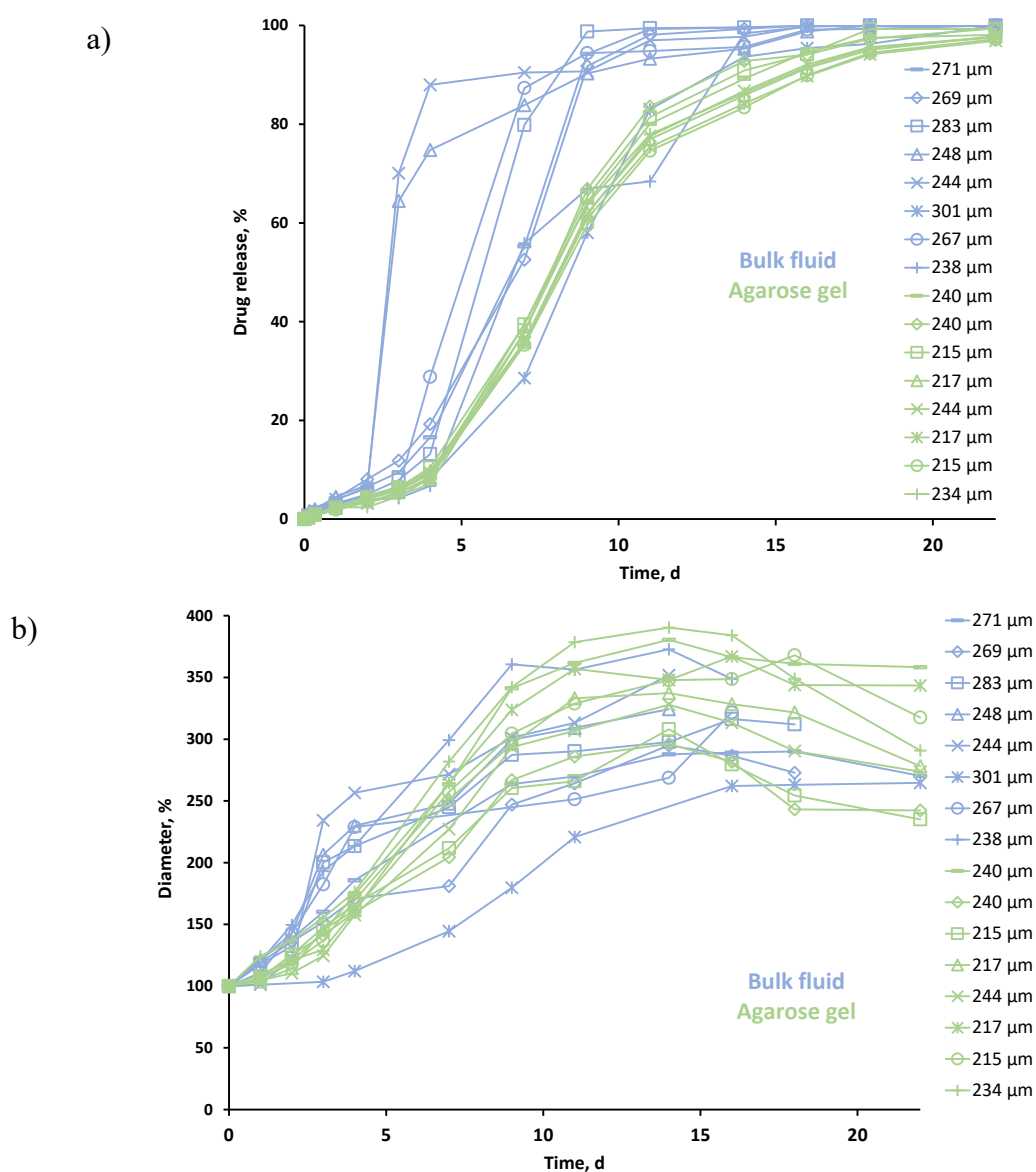 a)
Drug release, %
100
80
60
40
20
0
0 5 10 15 20
Time, d
Bulk fluid
Agarose gel
271 µm
269 µm
283 µm
248 µm
244 µm
301 µm
267 µm
238 µm
240 µm
240 µm
215 µm
217 µm
244 µm
217 µm
215 µm
234 µm
b)
Diameter, %
400
350
300
250
200
150
100
50
0
0 5 10 15 20
Time, d
Bulk fluid
Agarose gel
271 µm
269 µm
283 µm
248 µm
244 µm
301 µm
267 µm
238 µm
240 µm
240 µm
215 µm
217 µm
244 µm
217 µm
215 µm
234 µm